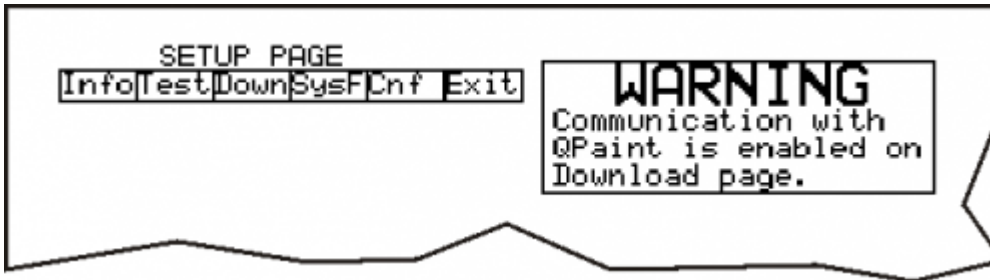 SETUP PAGE
Info Test Down SysF Cnf Exit
WARNING
Communication with
QPaint is enabled on
Download page.